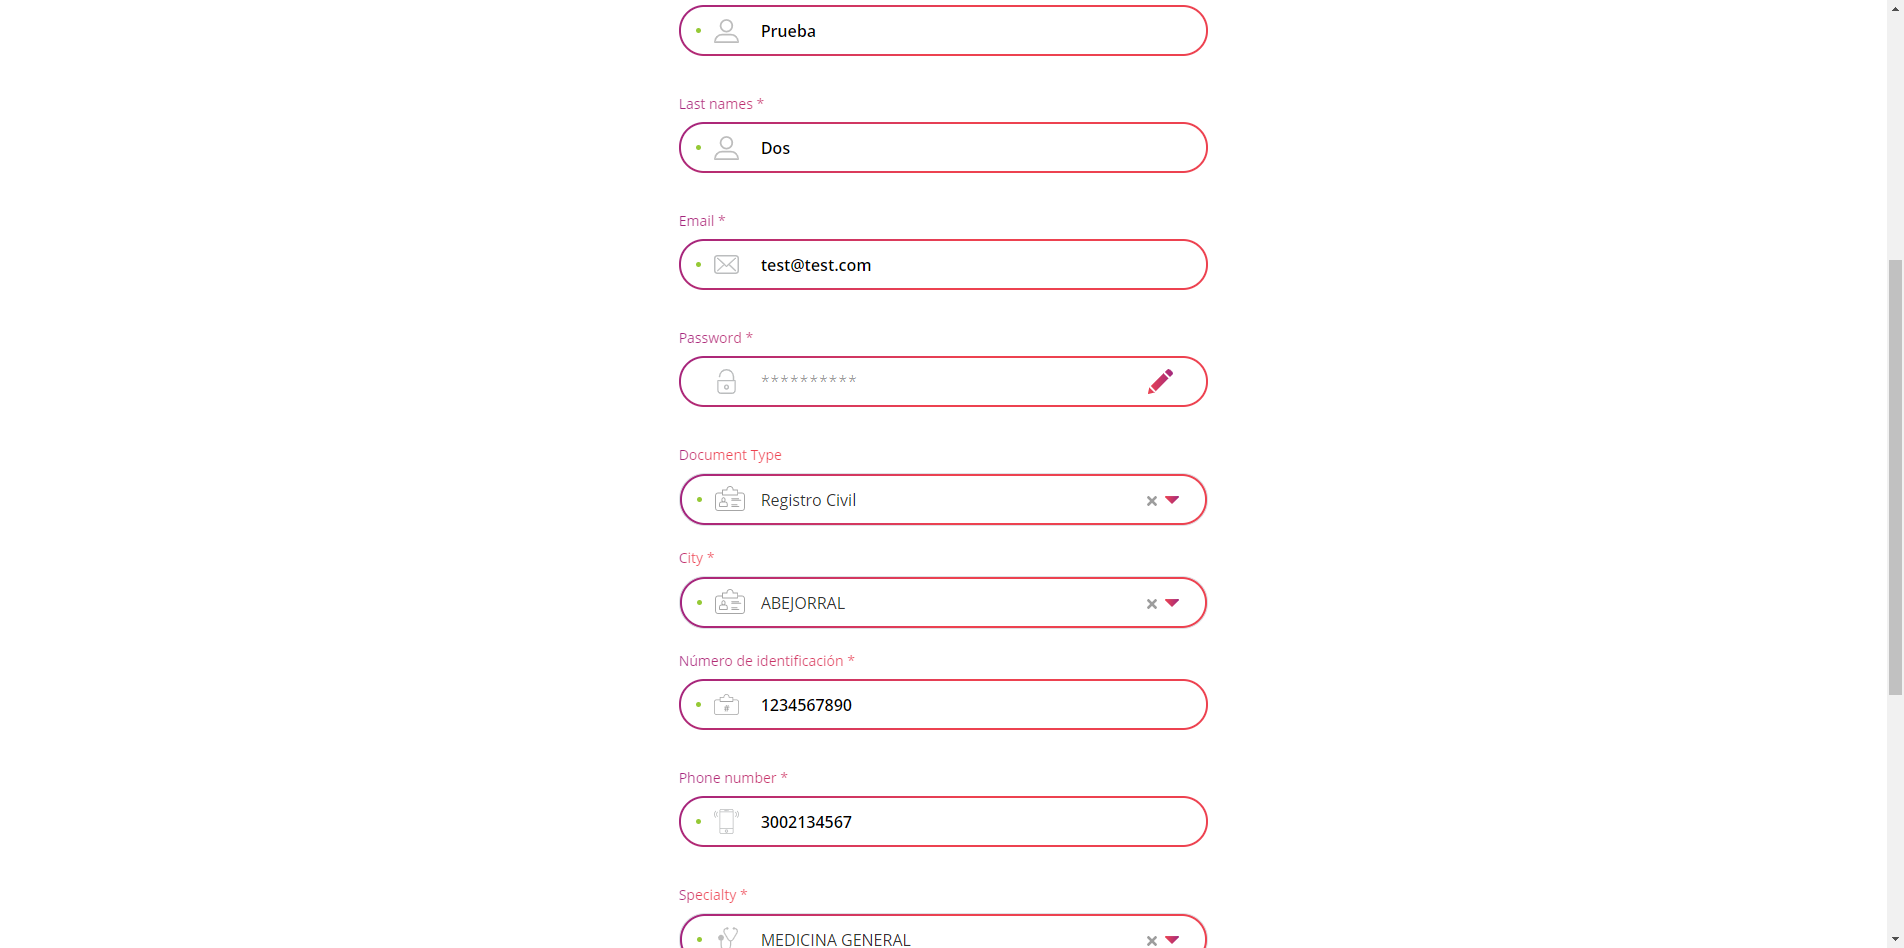 Prueba
Last names *
Dos
Email *
test@test.com
Password *
**********
Document Type
Registro Civil
City *
ABEJORRAL
Número de identificación *
#
1234567890
Phone number *
3002134567
Specialty *
MEDICINA GENERAL